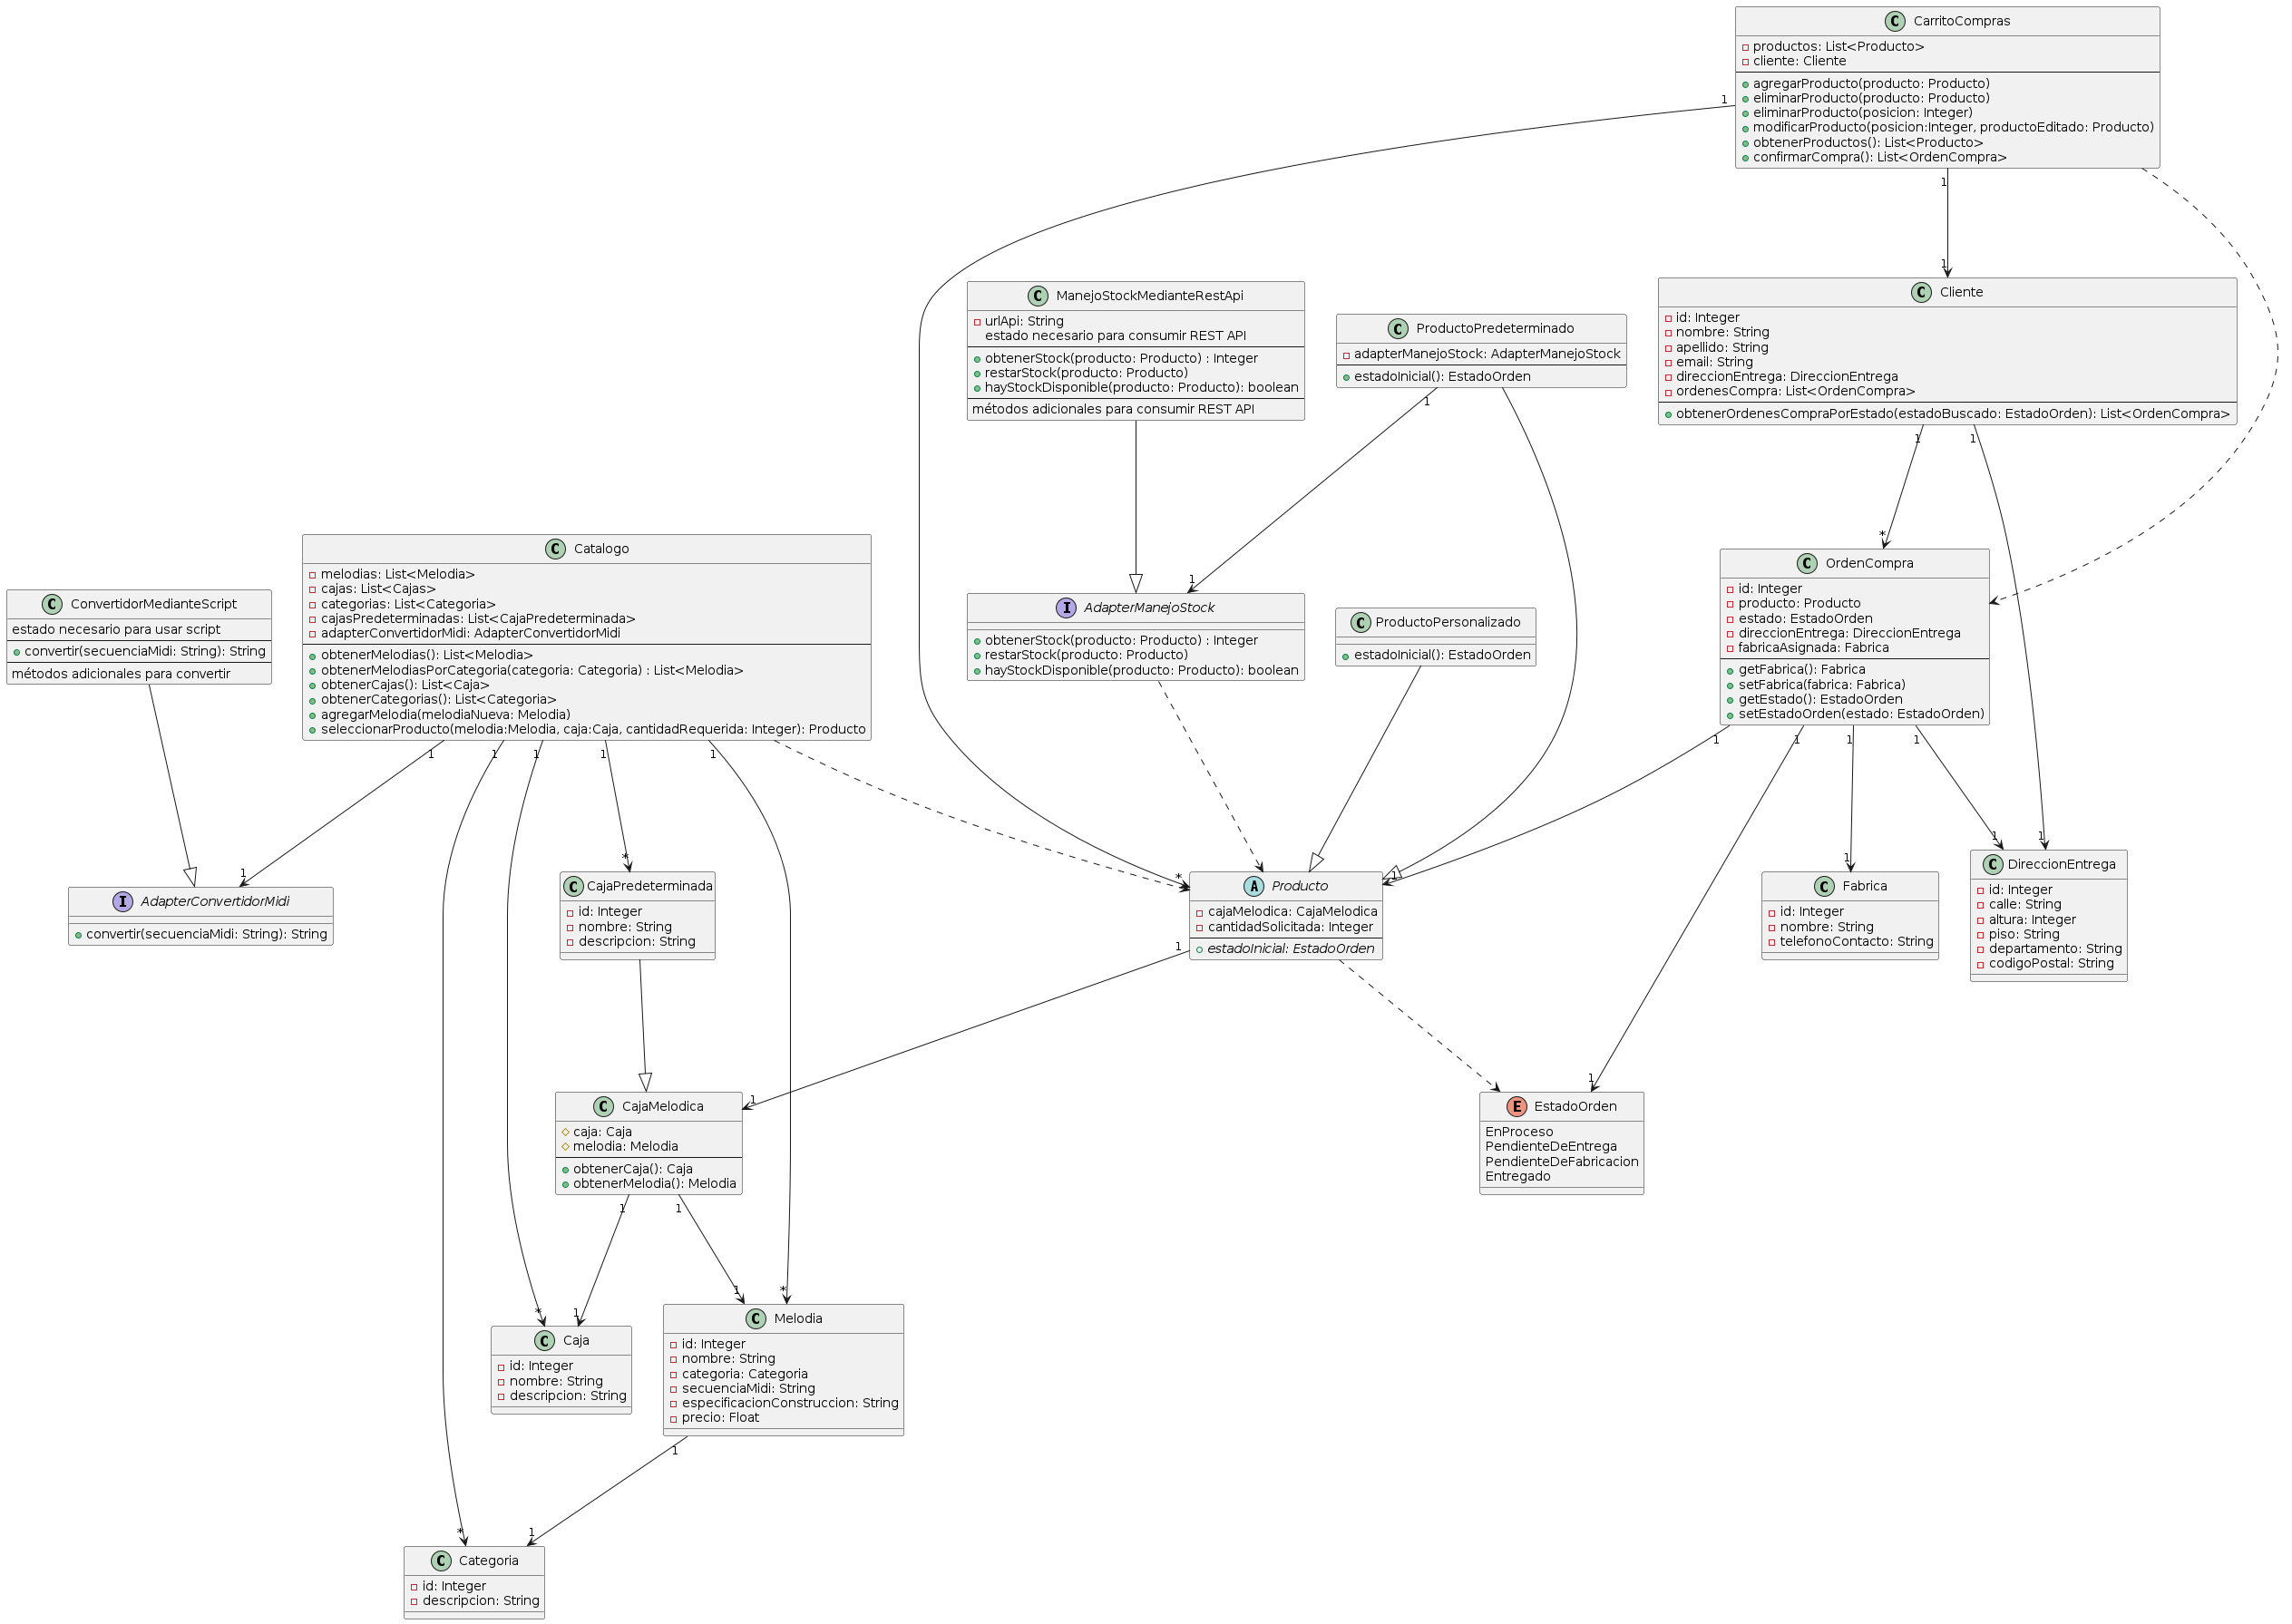 CarritoCompras
productos: List<Producto>
cliente: Cliente
agregarProducto(producto: Producto)
eliminarProducto(producto: Producto)
eliminarProducto(posicion: Integer)
modificarProducto(posicion:Integer, productoEditado: Producto)
obtenerProductos(): List<Producto>
confirmarCompra(): List<OrdenCompra>
1
1
1
ManejoStockMedianteRestApi
urlApi: String
estado necesario para consumir REST API
obtenerStock(producto: Producto) : Integer
restarStock(producto: Producto)
hayStockDisponible(producto: Producto): boolean
métodos adicionales para consumir REST API
ProductoPredeterminado
adapterManejoStock: AdapterManejoStock
estadoInicial(): EstadoOrden
1
1
Cliente
id: Integer
nombre: String
apellido: String
email: String
direccionEntrega: DireccionEntrega
ordenesCompra: List<OrdenCompra>
obtenerOrdenesCompraPorEstado(estadoBuscado: EstadoOrden): List<OrdenCompra>
1
1
*
ConvertidorMedianteScript
estado necesario para usar script
convertir(secuenciaMidi: String): String
métodos adicionales para convertir
Catalogo
melodias: List<Melodia>
cajas: List<Cajas>
categorias: List<Categoria>
cajasPredeterminadas: List<CajaPredeterminada>
adapterConvertidorMidi: AdapterConvertidorMidi
obtenerMelodias(): List<Melodia>
obtenerMelodiasPorCategoria(categoria: Categoria) : List<Melodia>
obtenerCajas(): List<Caja>
obtenerCategorias(): List<Categoria>
agregarMelodia(melodiaNueva: Melodia)
seleccionarProducto(melodia:Melodia, caja:Caja, cantidadRequerida: Integer): Producto
1
1
1
1
1
AdapterManejoStock
obtenerStock(producto: Producto) : Integer
restarStock(producto: Producto)
hayStockDisponible(producto: Producto): boolean
ProductoPersonalizado
estadoInicial(): EstadoOrden
OrdenCompra
id: Integer
producto: Producto
estado: EstadoOrden
direccionEntrega: DireccionEntrega
fabricaAsignada: Fabrica
getFabrica(): Fabrica
setFabrica(fabrica: Fabrica)
getEstado(): EstadoOrden
setEstadoOrden(estado: EstadoOrden)
1
1
1
1
1
*
*
1
1
1
1
AdapterConvertidorMidi
convertir(secuenciaMidi: String): String
CajaPredeterminada
id: Integer
nombre: String
descripcion: String
Producto
cajaMelodica: CajaMelodica
cantidadSolicitada: Integer
estadoInicial: EstadoOrden
1
Fabrica
id: Integer
nombre: String
telefonoContacto: String
DireccionEntrega
id: Integer
calle: String
altura: Integer
piso: String
departamento: String
codigoPostal: String
1
1
CajaMelodica
caja: Caja
melodia: Melodia
obtenerCaja(): Caja
obtenerMelodia(): Melodia
1
1
EstadoOrden
EnProceso
PendienteDeEntrega
PendienteDeFabricacion
Entregado
*
1
1
*
Caja
id: Integer
nombre: String
descripcion: String
Melodia
id: Integer
nombre: String
categoria: Categoria
secuenciaMidi: String
especificacionConstruccion: String
precio: Float
1
*
1
Categoria
id: Integer
descripcion: String